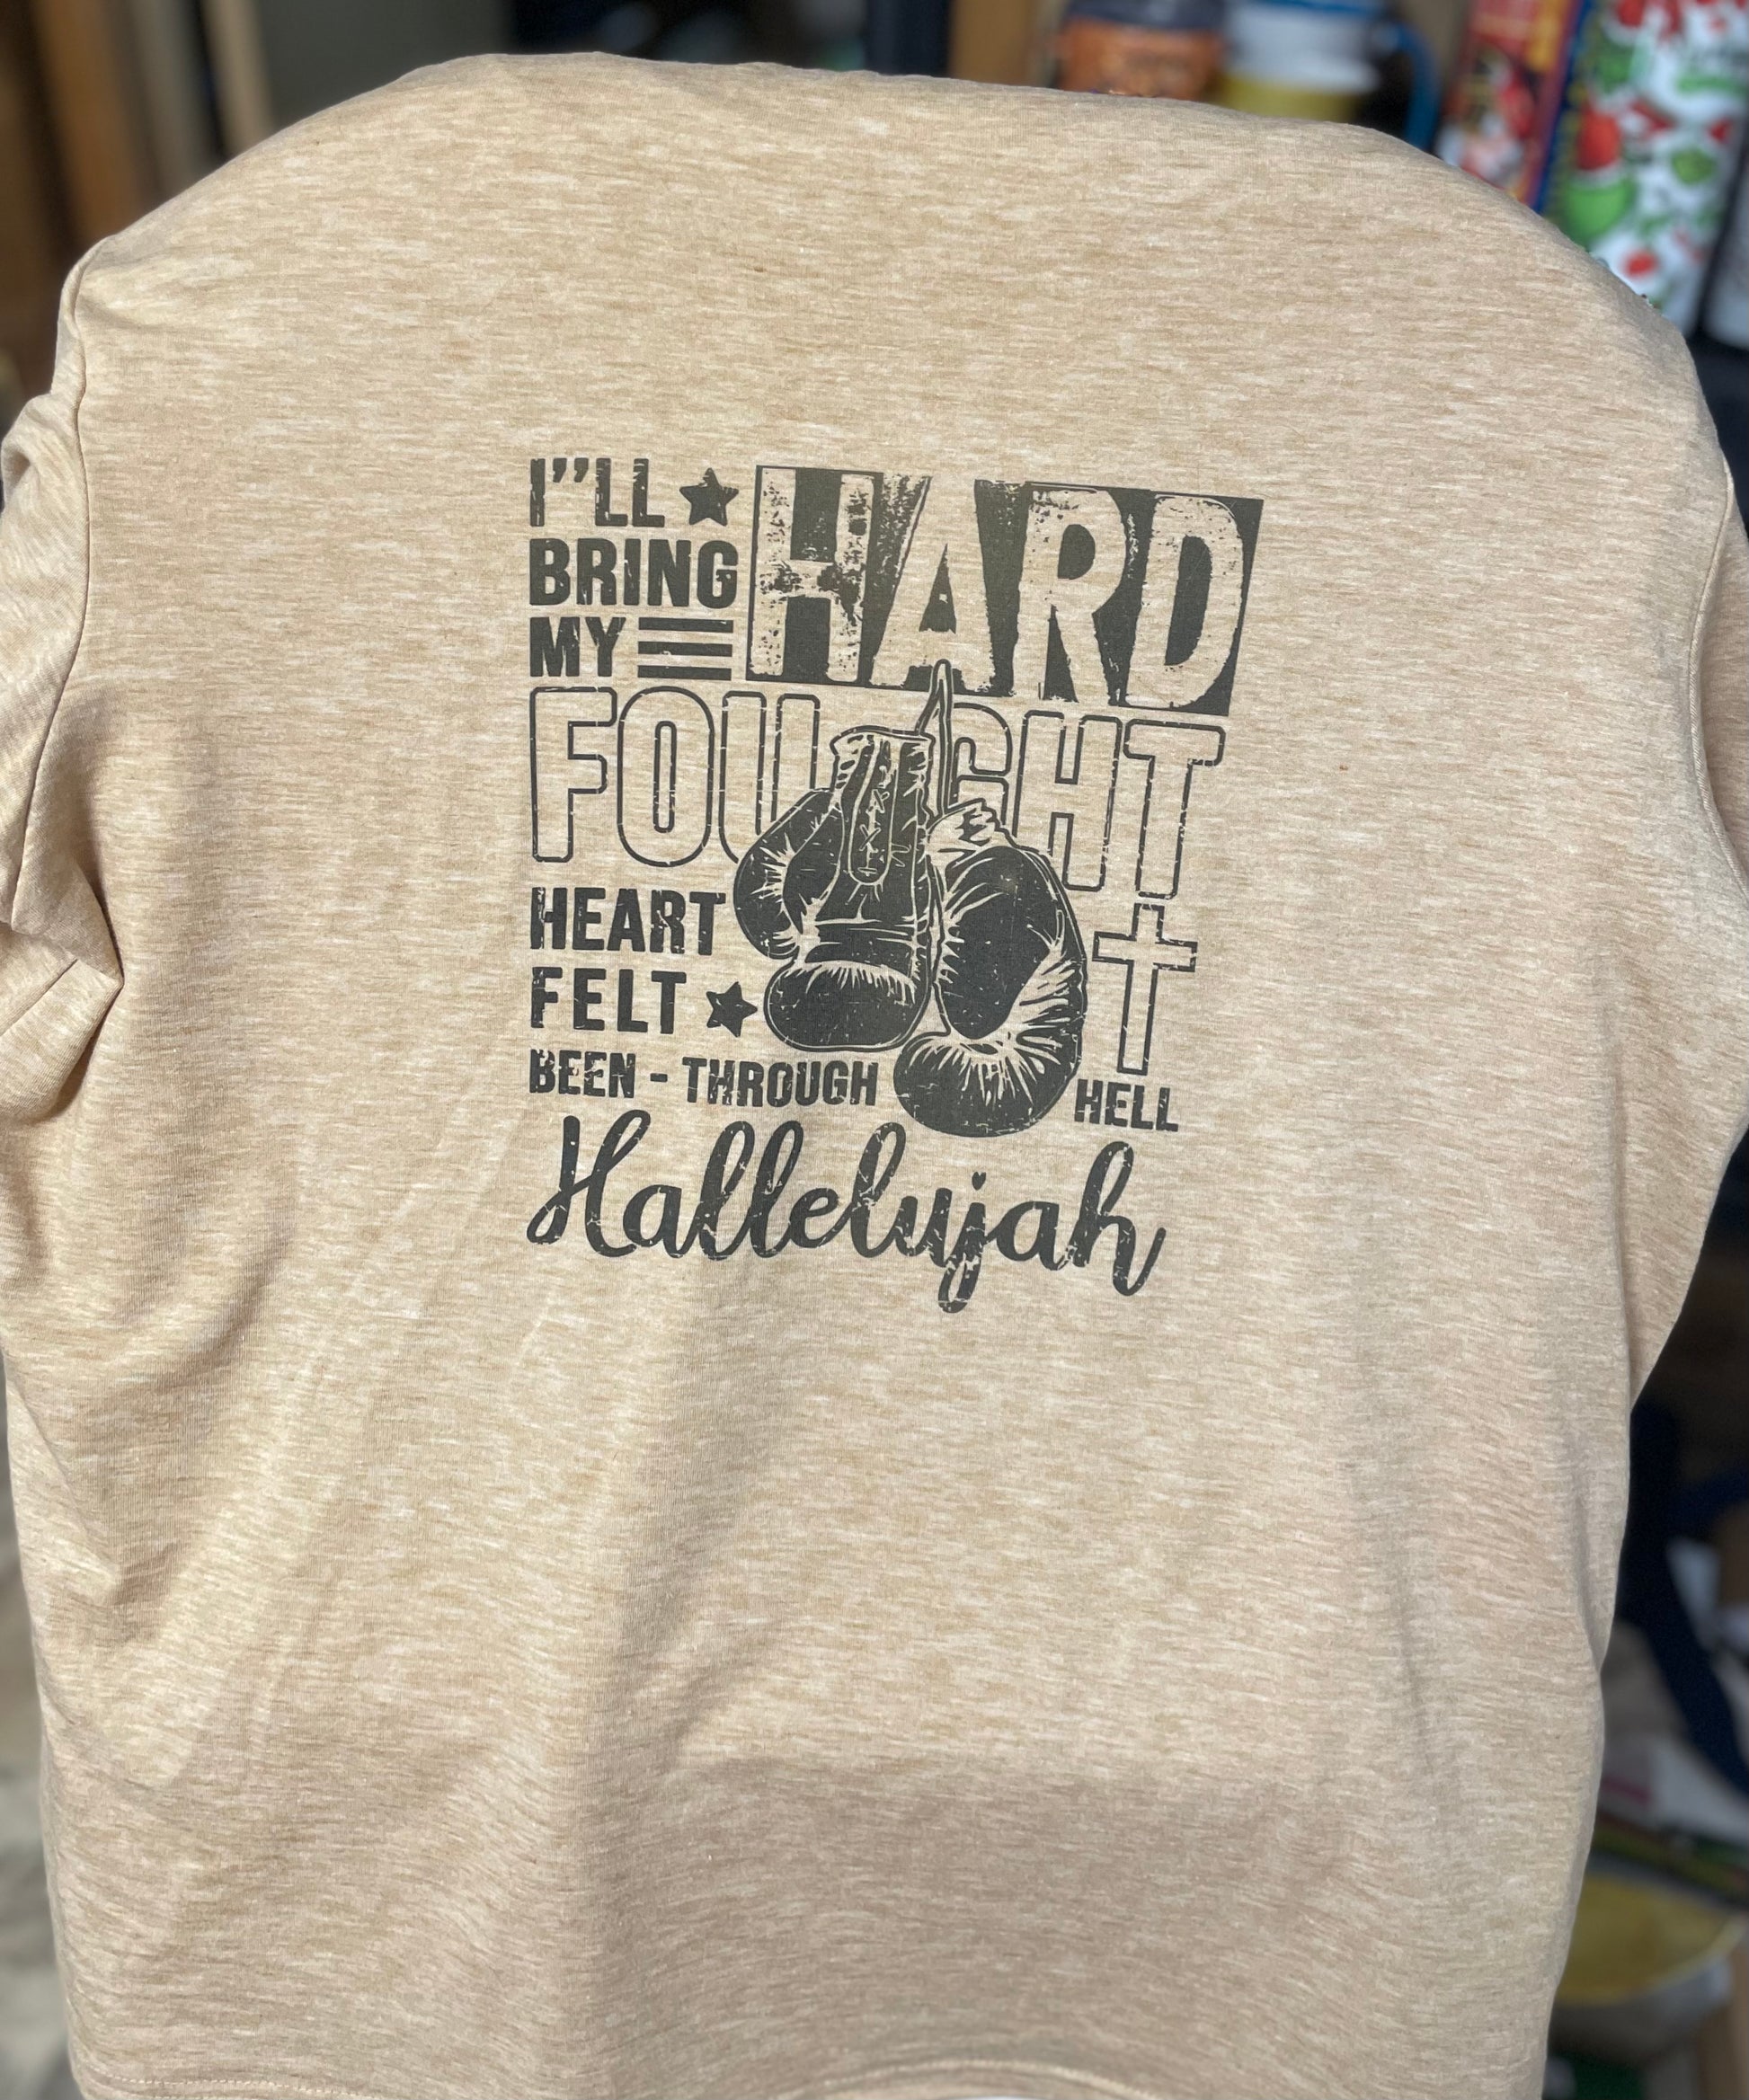 I''LL
BRING
MY
HARD
FOUGHT
HEART
FELT
BEEN - THROUGH HELL
Hallelujah